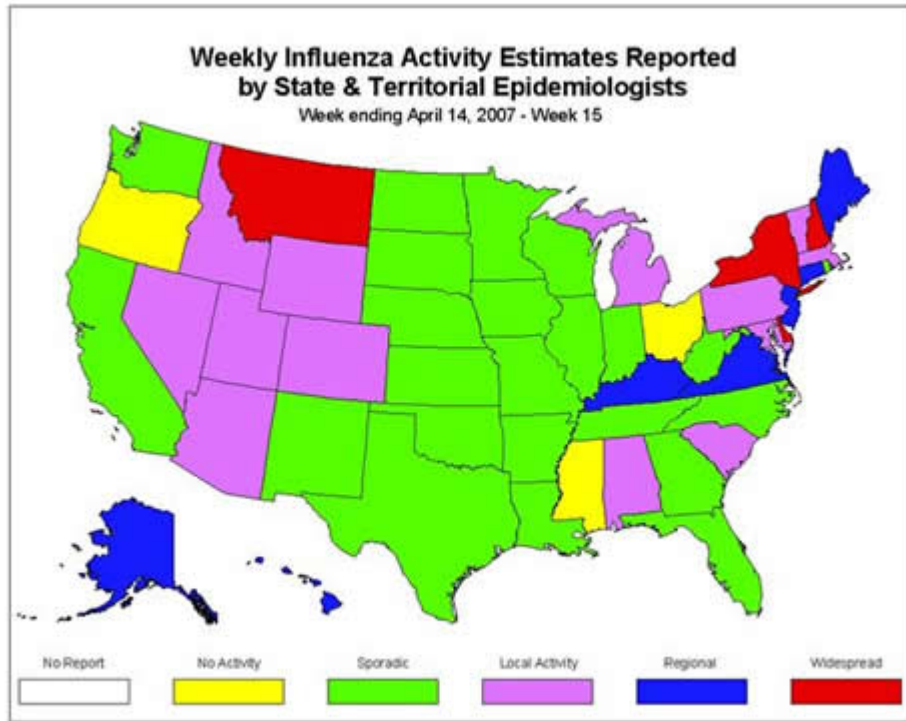 Weekly Influenza Activity Estimates Reported
by State & Territorial Epidemiologists
Week ending April 14, 2007 - Week 15
No Report
No Activity
Sporadic
Local Activity
Regional
Widespread